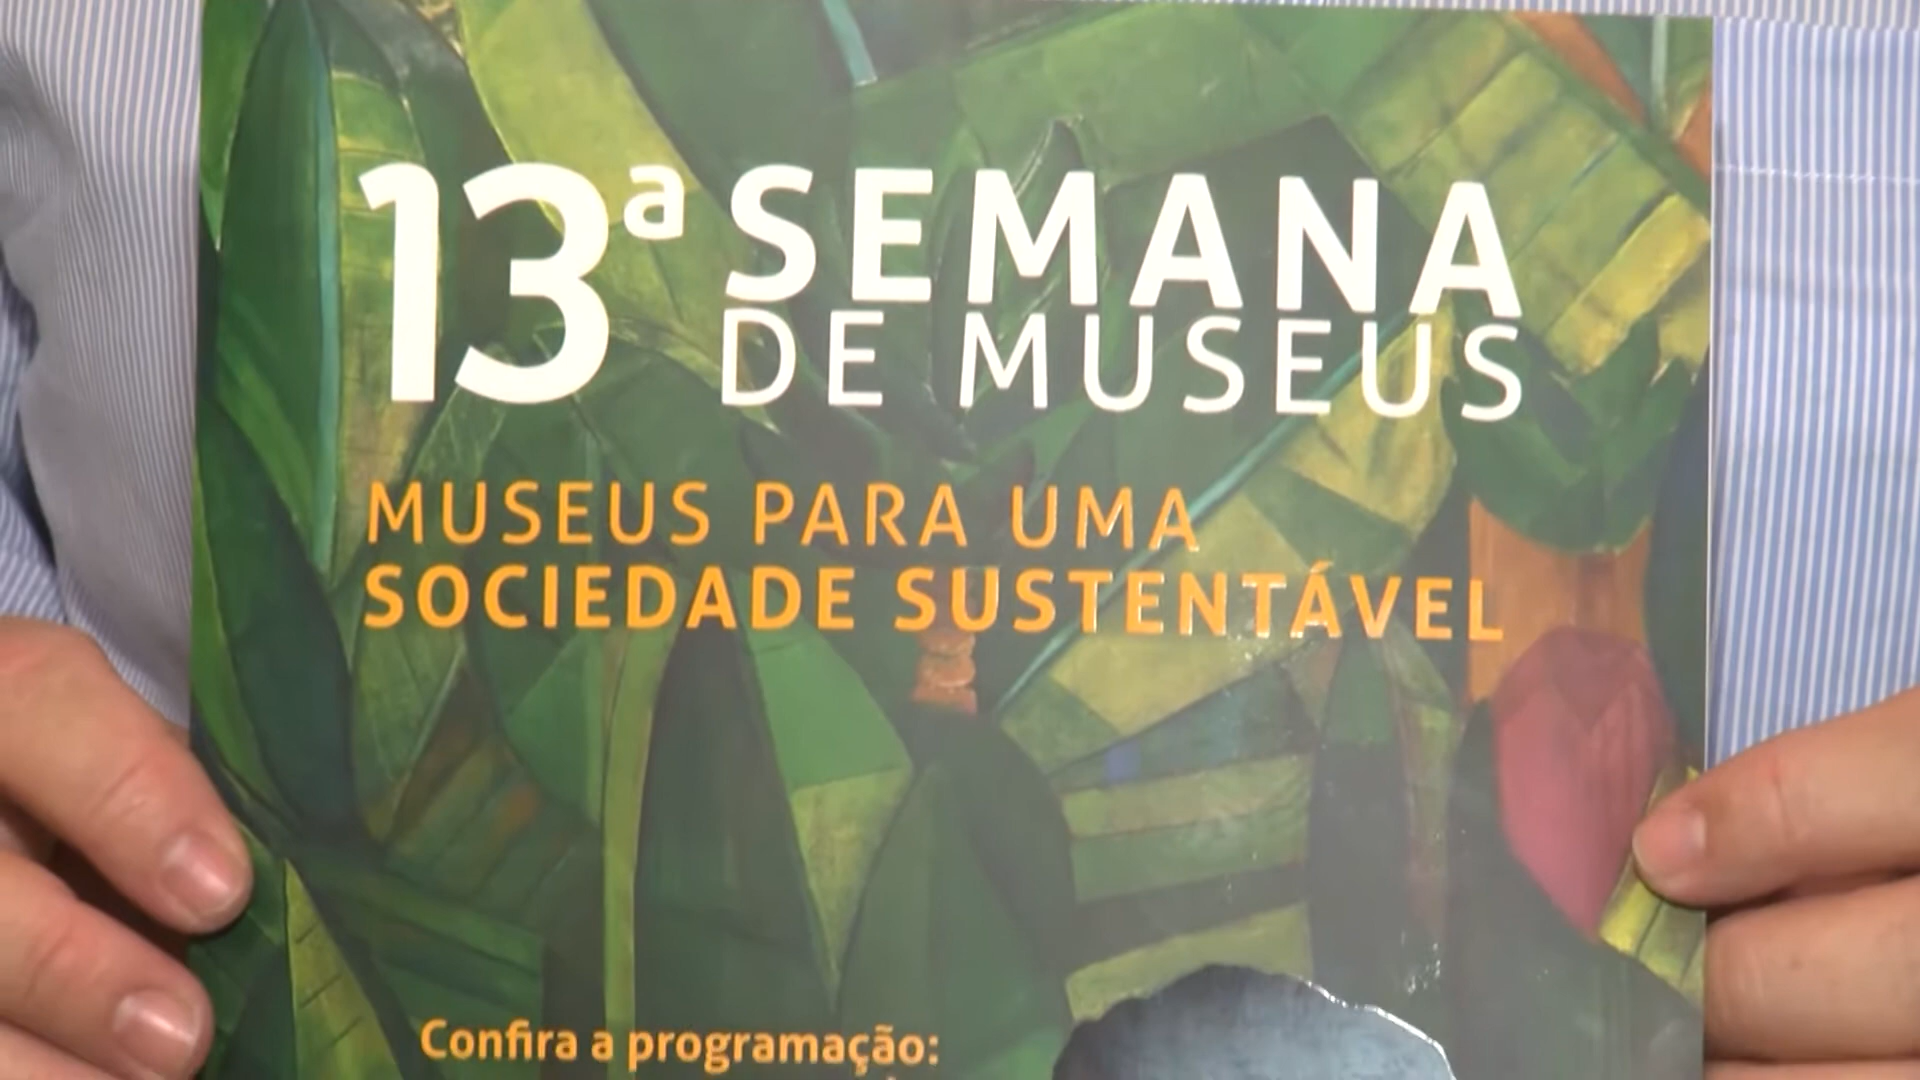 13ª SEMANA
DE MUSEUS
MUSEUS PARA UMA
SOCIEDADE SUSTENTÁVEL
Confira a programação: